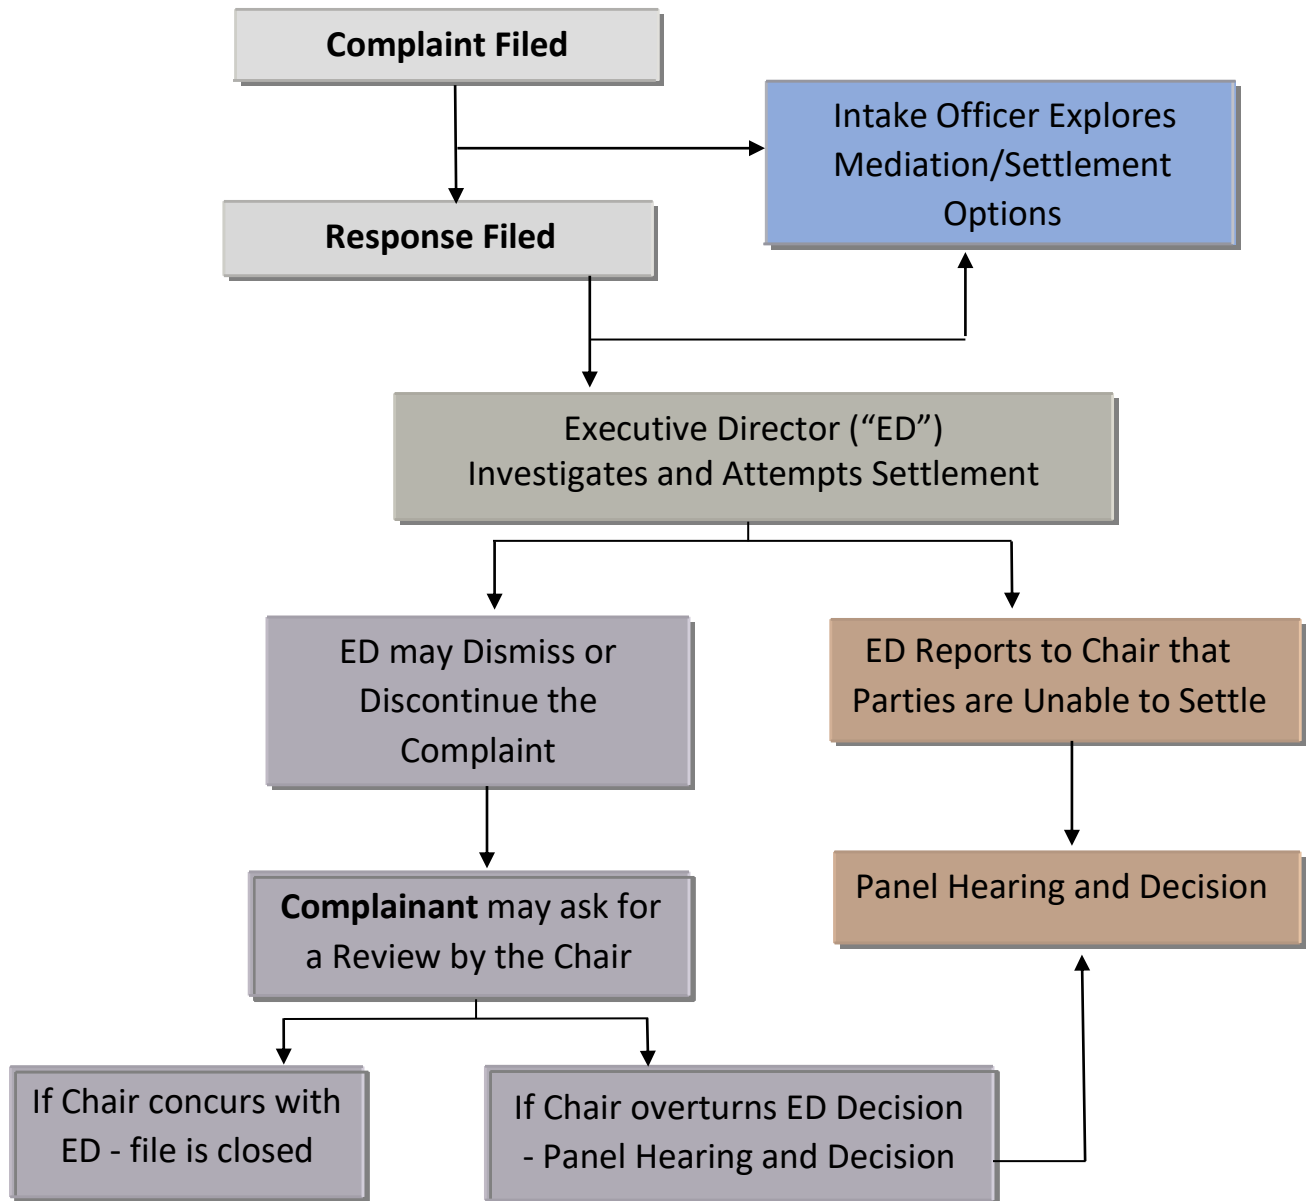 Complaint Filed
Intake Officer Explores
Mediation/Settlement
Options
Response Filed
Executive Director (“ED”)
Investigates and Attempts Settlement
ED may Dismiss or
Discontinue the
Complaint
ED Reports to Chair that
Parties are Unable to Settle
Complainant may ask for
a Review by the Chair
Panel Hearing and Decision
If Chair concurs with
ED - file is closed
If Chair overturns ED Decision
- Panel Hearing and Decision